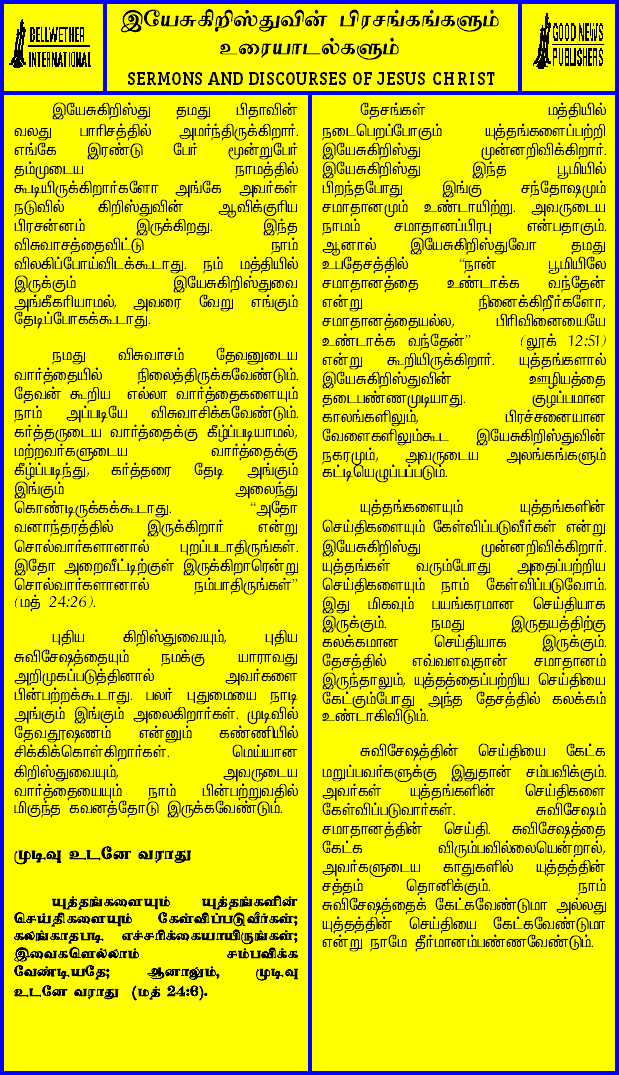 இயேசுகிறிஸ்துவின் பிரசங்கங்களும்
உரையாடல்களும்
SERMONS AND DISCOURSES OF JESUS CHRIST
BELLWETHER
INTERNATIONAL
GOOD NEWS
PUBLISHERS
இயேசுகிறிஸ்து தமது பிதாவின்
வலது பாரிசத்தில் அமர்ந்திருக்கிறார்.
எங்கே இரண்டு பேர் மூன்றுபேர்
தம்முடைய நாமத்தில்
கூடியிருக்கிறார்களோ அங்கே அவர்கள்
நடுவில் கிறிஸ்துவின் ஆவிக்குரிய
பிரசன்னம் இருக்கிறது. இந்த
விசுவாசத்தைவிட்டு நாம்
விலகிப்போய்விடக்கூடாது. நம் மத்தியில்
இருக்கும் இயேசுகிறிஸ்துவை
அங்கீகரியாமல், அவரை வேறு எங்கும்
தேடிப்போகக்கூடாது.
நமது விசுவாசம் தேவனுடைய
வார்த்தையில் நிலைத்திருக்கவேண்டும்.
தேவன் கூறிய எல்லா வார்த்தைகளையும்
நாம் அப்படியே விசுவாசிக்கவேண்டும்.
கர்த்தருடைய வார்த்தைக்கு கீழ்ப்படியாமல்,
மற்றவர்களுடைய வார்த்தைக்கு
கீழ்ப்படிந்து, கர்த்தரை தேடி அங்கும்
இங்கும் அலைந்து
கொண்டிருக்கக்கூடாது. "அதோ
வனாந்தரத்தில் இருக்கிறார் என்று
சொல்வார்களானால் புறப்படாதிருங்கள்.
இதோ அறைவீட்டிற்குள் இருக்கிறாரென்று
சொல்வார்களானால் நம்பாதிருங்கள்"
(மத் 24:26).
புதிய கிறிஸ்துவையும், புதிய
சுவிசேஷத்தையும் நமக்கு யாராவது
அறிமுகப்படுத்தினால் அவர்களை
பின்பற்றக்கூடாது. பலர் புதுமையை நாடி
அங்கும் இங்கும் அலைகிறார்கள். முடிவில்
தேவதூஷணம் என்னும் கண்ணியில்
சிக்கிக்கொள்கிறார்கள். மெய்யான
கிறிஸ்துவையும், அவருடைய
வார்த்தையையும் நாம் பின்பற்றுவதில்
மிகுந்த கவனத்தோடு இருக்கவேண்டும்.
முடிவு உடனே வராது
யுத்தங்களையும் யுத்தங்களின்
செய்திகளையும் கேள்விப்படுவீர்கள்;
கலங்காதபடி எச்சரிக்கையாயிருங்கள்;
இவைகளெல்லாம் சம்பவிக்க
வேண்டியதே; ஆனாலும், முடிவு
உடனே வராது (மத் 24:6).
தேசங்கள் மத்தியில்
நடைபெறப்போகும் யுத்தங்களைப்பற்றி
இயேசுகிறிஸ்து முன்னறிவிக்கிறார்.
இயேசுகிறிஸ்து இந்த பூமியில்
பிறந்தபோது இங்கு சந்தோஷமும்
சமாதானமும் உண்டாயிற்று. அவருடைய
நாமம் சமாதானப்பிரபு என்பதாகும்.
ஆனால் இயேசுகிறிஸ்துவோ தமது
உபதேசத்தில் "நான் பூமியிலே
சமாதானத்தை உண்டாக்க வந்தேன்
என்று நினைக்கிறீர்களோ,
சமாதானத்தையல்ல, பிரிவினையையே
உண்டாக்க வந்தேன்" (லூக் 12:51)
என்று கூறியிருக்கிறார். யுத்தங்களால்
இயேசுகிறிஸ்துவின் ஊழியத்தை
தடைபண்ணமுடியாது. குழப்பமான
காலங்களிலும், பிரச்சனையான
வேளைகளிலும்கூட இயேசுகிறிஸ்துவின்
நகரமும், அவருடைய அலங்கங்களும்
கட்டியெழுப்பப்படும்.
யுத்தங்களையும் யுத்தங்களின்
செய்திகளையும் கேள்விப்படுவீர்கள் என்று
இயேசுகிறிஸ்து முன்னறிவிக்கிறார்.
யுத்தங்கள் வரும்போது அதைப்பற்றிய
செய்திகளையும் நாம் கேள்விப்படுவோம்.
இது மிகவும் பயங்கரமான செய்தியாக
இருக்கும். நமது இருதயத்திற்கு
கலக்கமான செய்தியாக இருக்கும்.
தேசத்தில் எவ்வளவுதான் சமாதானம்
இருந்தாலும், யுத்தத்தைப்பற்றிய செய்தியை
கேட்கும்போது அந்த தேசத்தில் கலக்கம்
உண்டாகிவிடும்.
சுவிசேஷத்தின் செய்தியை கேட்க
மறுப்பவர்களுக்கு இதுதான் சம்பவிக்கும்.
அவர்கள் யுத்தங்களின் செய்திகளை
கேள்விப்படுவார்கள். சுவிசேஷம்
சமாதானத்தின் செய்தி. சுவிசேஷத்தை
கேட்க விரும்பவில்லையென்றால்,
அவர்களுடைய காதுகளில் யுத்தத்தின்
சத்தம் தொனிக்கும். நாம்
சுவிசேஷத்தைக் கேட்கவேண்டுமா அல்லது
யுத்தத்தின் செய்தியை கேட்கவேண்டுமா
என்று நாமே தீர்மானம்பண்ணவேண்டும்.